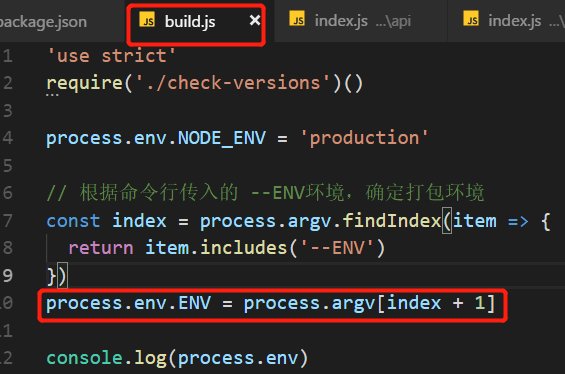 package.json JS build.js × JS index.js ...\api JS index.js ...\
1 'use strict'
2 require('./check-versions')()
3
4 process.env.NODE_ENV = 'production'
5
6 // 根据命令行传入的 --ENV环境，确定打包环境
7 const index = process.argv.findIndex(item => {
8 return item.includes('--ENV')
9 })
10 process.env.ENV = process.argv[index + 1]
11
12 console.log(process.env)